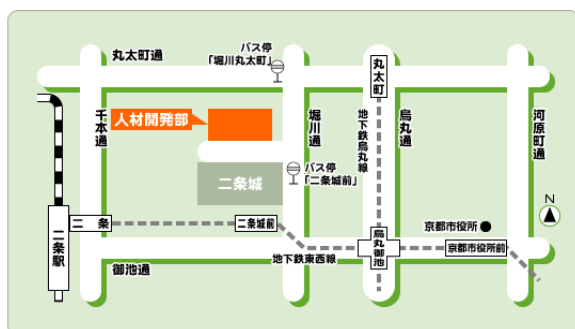 丸太町通
バス停
「堀川丸太町」
丸太町
千本通
人材開発部
堀川通
地下鉄烏丸線
烏丸通
河原町通
バス停
「二条城前」
二条城
N
二条
二条城前
烏丸御池
京都市役所
京都市役所前
二条駅
地下鉄東西線
御池通